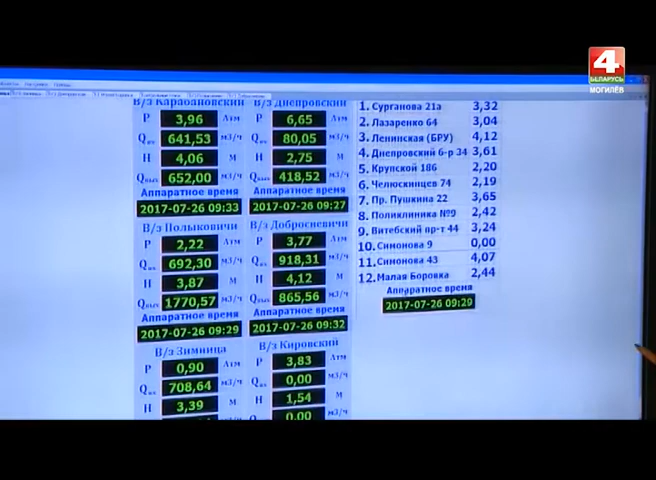 4
БЕЛАРУСЬ
МОГИЛЁВ
В/з Карабановский
Р 3,96 Атм
641,53 м3/ч
Н 4,06 м
Qвых 652,00 м3/ч
Аппаратное время
2017-07-26 09:33
В/з Днепровский
Р 6,65 Атм
80,05 м3/ч
Н 2,75 м
Qвых 418,52 м3/ч
Аппаратное время
2017-07-26 09:27
В/з Полыковичи
Р 2,22 Атм
692,30 м3/ч
Н 3,87 м
Qвых 1770,57 м3/ч
Аппаратное время
2017-07-26 09:29
В/з Добросневичи
Р 3,77 Атм
918,31 м3/ч
Н 4,12 м
Qвых 865,56 м3/ч
Аппаратное время
2017-07-26 09:32
В/з Зимница
Р 0,90 Атм
708,64 м3/ч
Н 3,39 м
В/з Кировский
Р 3,83 Атм
0,00 м3/ч
Н 1,54 м
0,00 м3/ч
1. Сурганова 21а 3,32
2. Лазаренко 64 3,04
3. Ленинская (БРУ) 4,12
4. Днепровский б-р 34 3,61
5. Крупской 186 2,20
6. Челюскинцев 74 2,19
7. Пр. Пушкина 22 3,65
8. Поликлиника №9 2,42
9. Витебский пр-т 44 3,24
10. Симонова 9 0,00
11. Симонова 43 4,07
12. Малая Боровка 2,44
Аппаратное время
2017-07-26 09:29